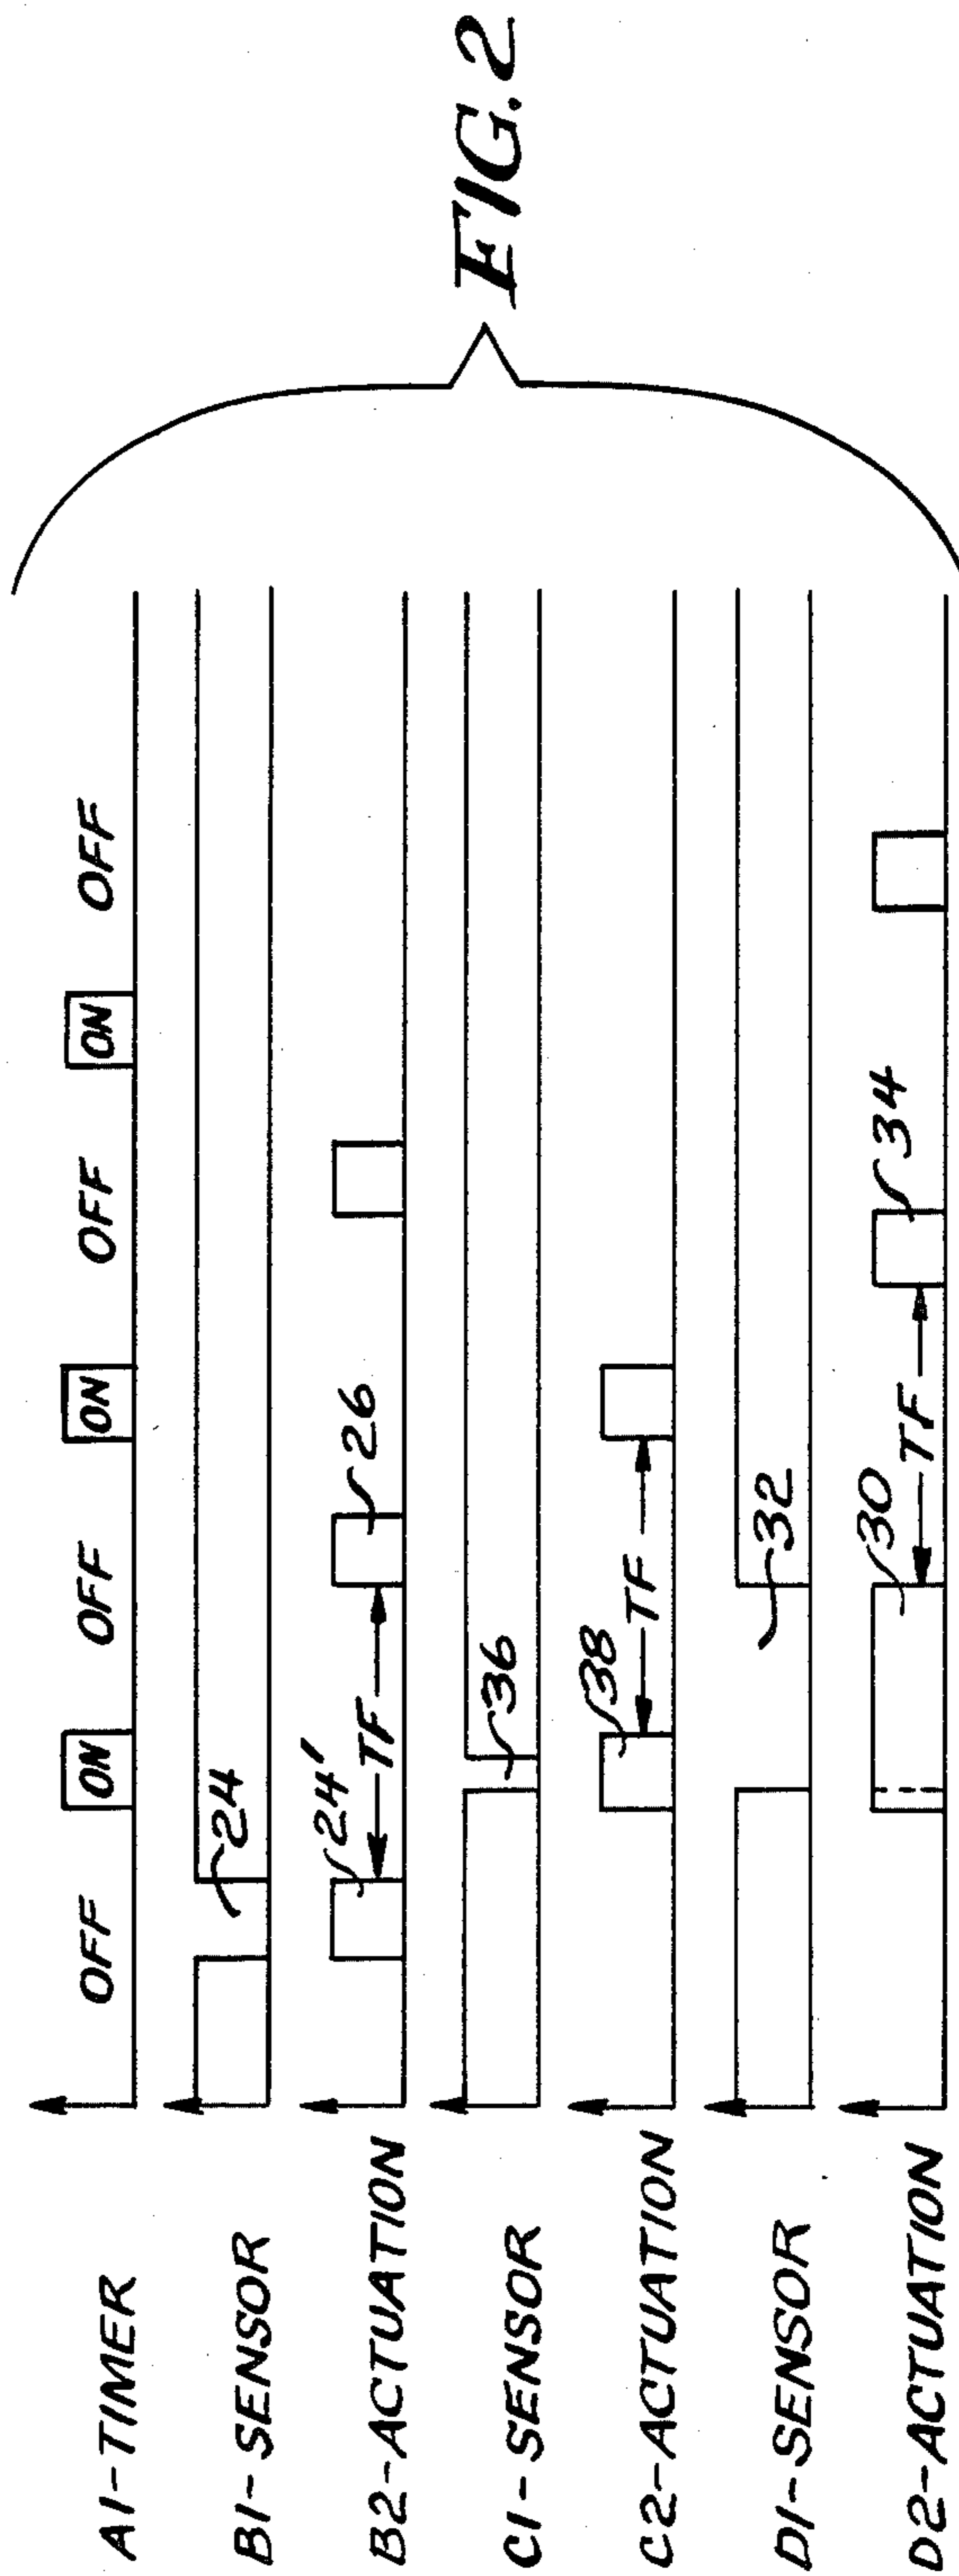 A1-TIMER
OFF ON OFF ON OFF ON OFF
B1-SENSOR
24
B2-ACTUATION
24' TF 26
C1-SENSOR
36
C2-ACTUATION
38 TF
D1-SENSOR
32
D2-ACTUATION
30 TF 34
FIG. 2